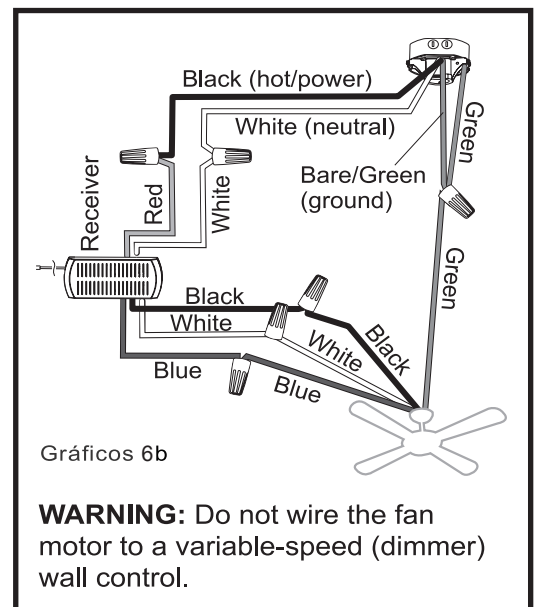 Black (hot/power)
White (neutral)
Green
Bare/Green
(ground)
Receiver
Red
White
Green
Black
White
Black
White
Blue
Blue
Gráficos 6b
WARNING: Do not wire the fan
motor to a variable-speed (dimmer)
wall control.